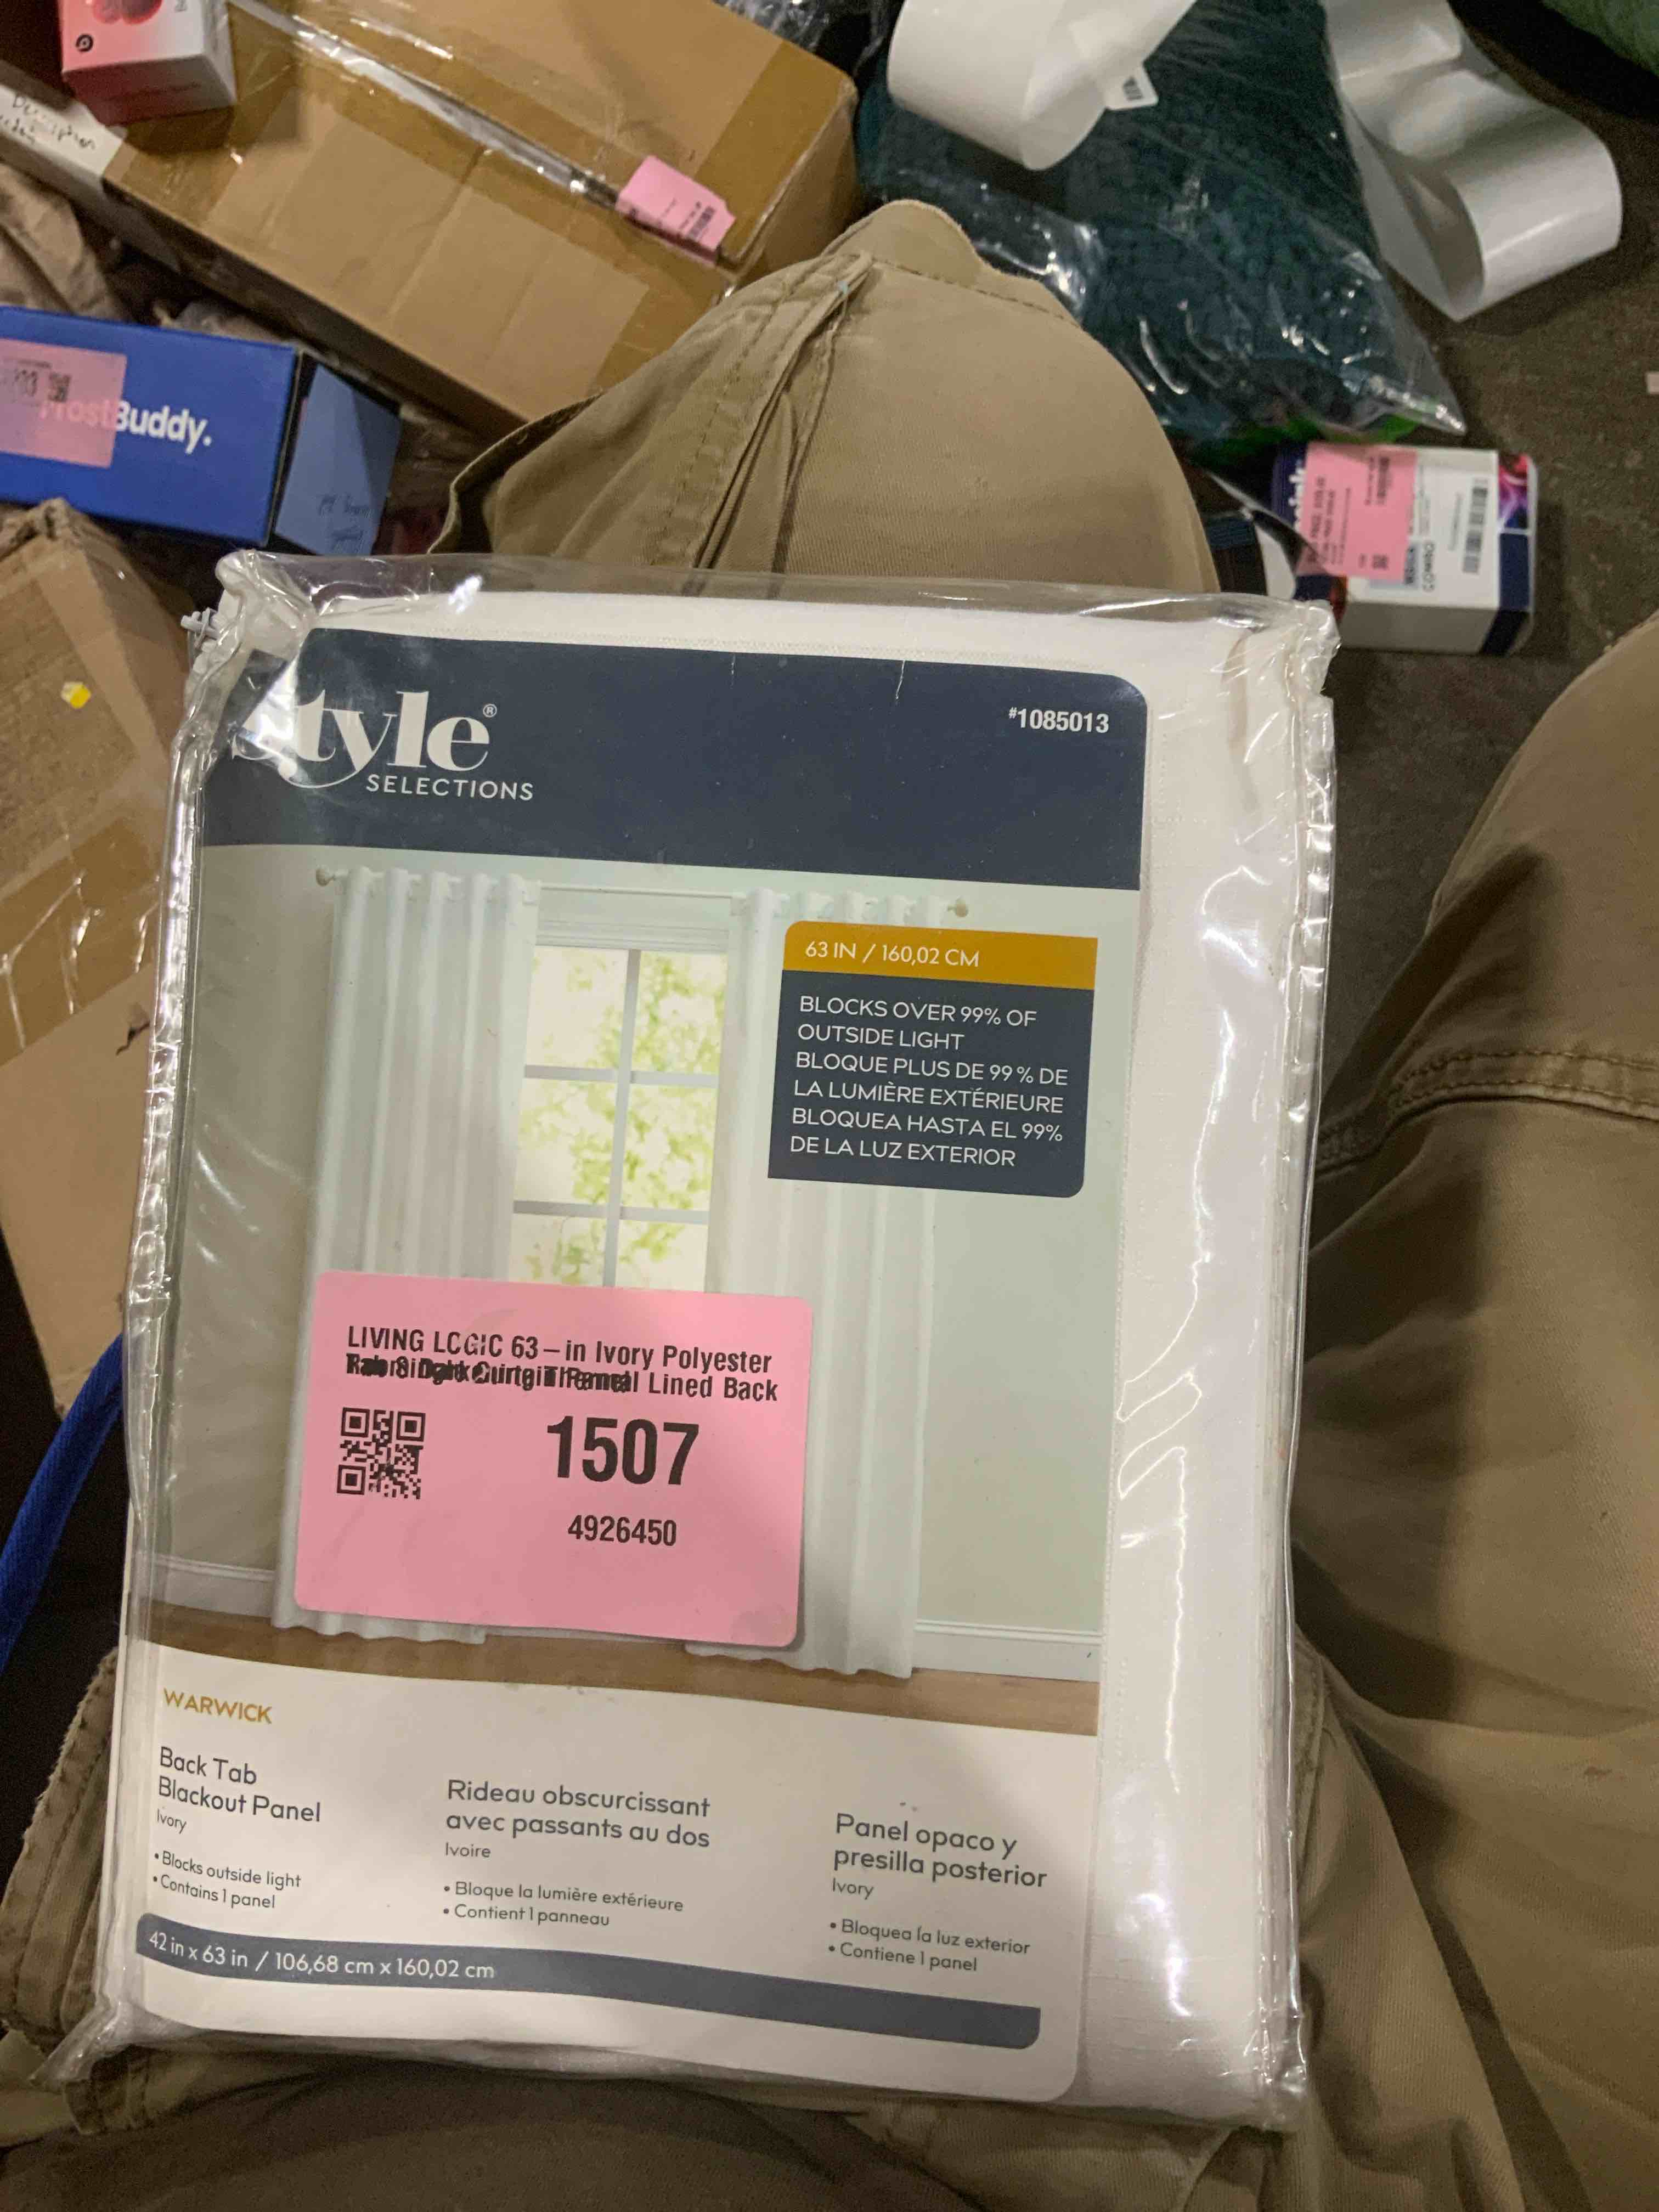 FrostBuddy.
COMND
Style®
SELECTIONS
#1085013
63 IN / 160,02 CM
BLOCKS OVER 99% OF
OUTSIDE LIGHT
BLOQUE PLUS DE 99 % DE
LA LUMIÈRE EXTÉRIEURE
BLOQUEA HASTA EL 99%
DE LA LUZ EXTERIOR
LIVING LOGIC 63-in Ivory Polyester
Lined Back
1507
4926450
WARWICK
Back Tab
Blackout Panel
Ivory
• Blocks outside light
• Contains 1 panel
Rideau obscurcissant
avec passants au dos
Ivoire
• Bloque la lumière extérieure
• Contient 1 panneau
Panel opaco y
presilla posterior
Ivory
• Bloquea la luz exterior
• Contiene 1 panel
42 in x 63 in / 106,68 cm x 160,02 cm